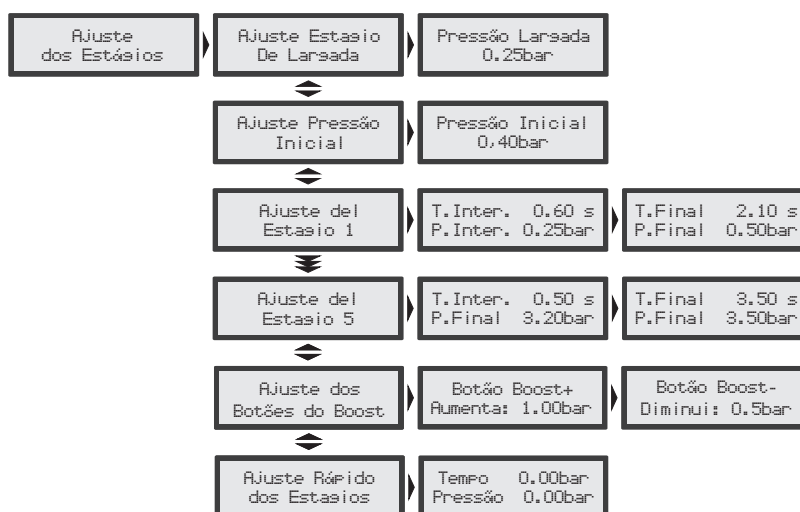 Ajuste
dos Estágios
Ajuste Estagio
De Largada
Pressão Largada
0.25bar
Ajuste Pressão
Inicial
Pressão Inicial
0,40bar
Ajuste del
Estagio 1
T.Inter. 0.60 s
P.Inter. 0.25bar
T.Final 2.10 s
P.Final 0.50bar
Ajuste del
Estagio 5
T.Inter. 0.50 s
P.Final 3.20bar
T.Final 3.50 s
P.Final 3.50bar
Ajuste dos
Botões do Boost
Botão Boost+
Aumenta: 1.00bar
Botão Boost-
Diminui: 0.5bar
Ajuste Rápido
dos Estagios
Tempo 0.00bar
Pressão 0.00bar